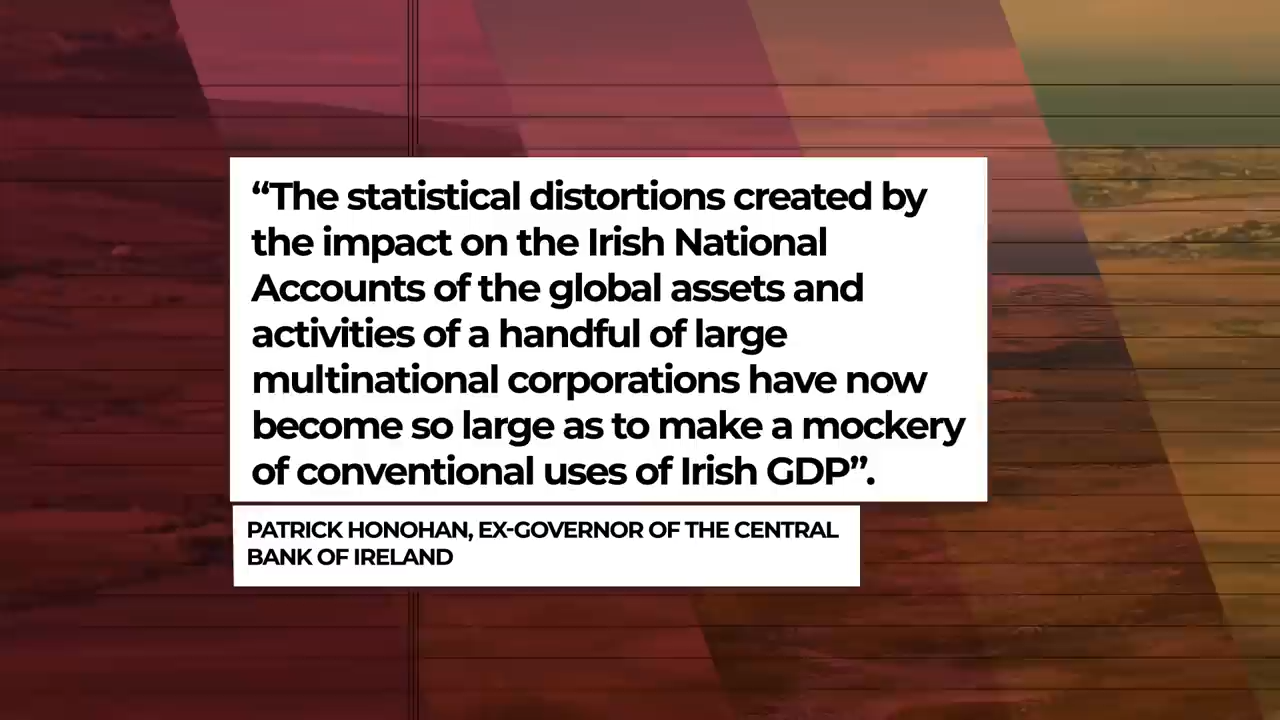 “The statistical distortions created by
the impact on the Irish National
Accounts of the global assets and
activities of a handful of large
multinational corporations have now
become so large as to make a mockery
of conventional uses of Irish GDP”.
PATRICK HONOHAN, EX-GOVERNOR OF THE CENTRAL
BANK OF IRELAND